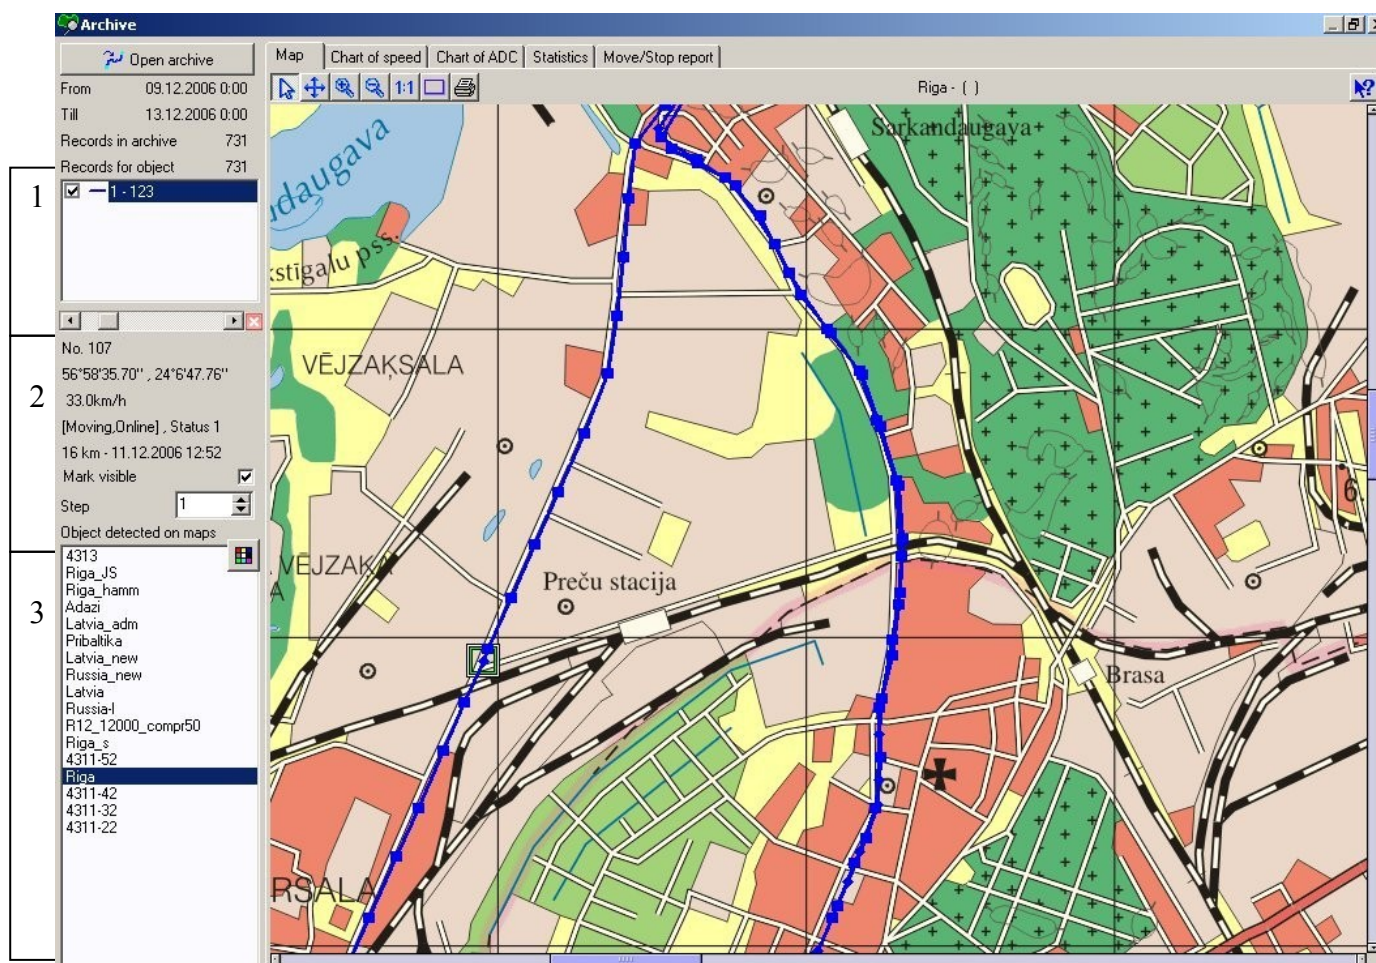 Archive
Open archive
From 09.12.2006 0:00
Till 13.12.2006 0:00
Records in archive 731
Records for object 731
1 - 123
1
2
3
No. 107
56°58'35.70'' , 24°6'47.76''
33.0km/h
[Moving,Online] , Status 1
16 km - 11.12.2006 12:52
Mark visible
Step 1
Object detected on maps
4313
Riga_JS
Riga_hamm
Adazi
Latvia_adm
Pribaltika
Latvia_new
Russia_new
Latvia
Russia-l
R12_12000_compr50
Riga_s
4311-52
Riga
4311-42
4311-32
4311-22
Map Chart of speed Chart of ADC Statistics Move/Stop report
1:1
Riga - ( )
Sarkandaugava
ndaugava
kstīgalu pss.
VĒJZAĶSALA
VĒJZAĶA
A
Preču stacija
Brasa
RSALA
6